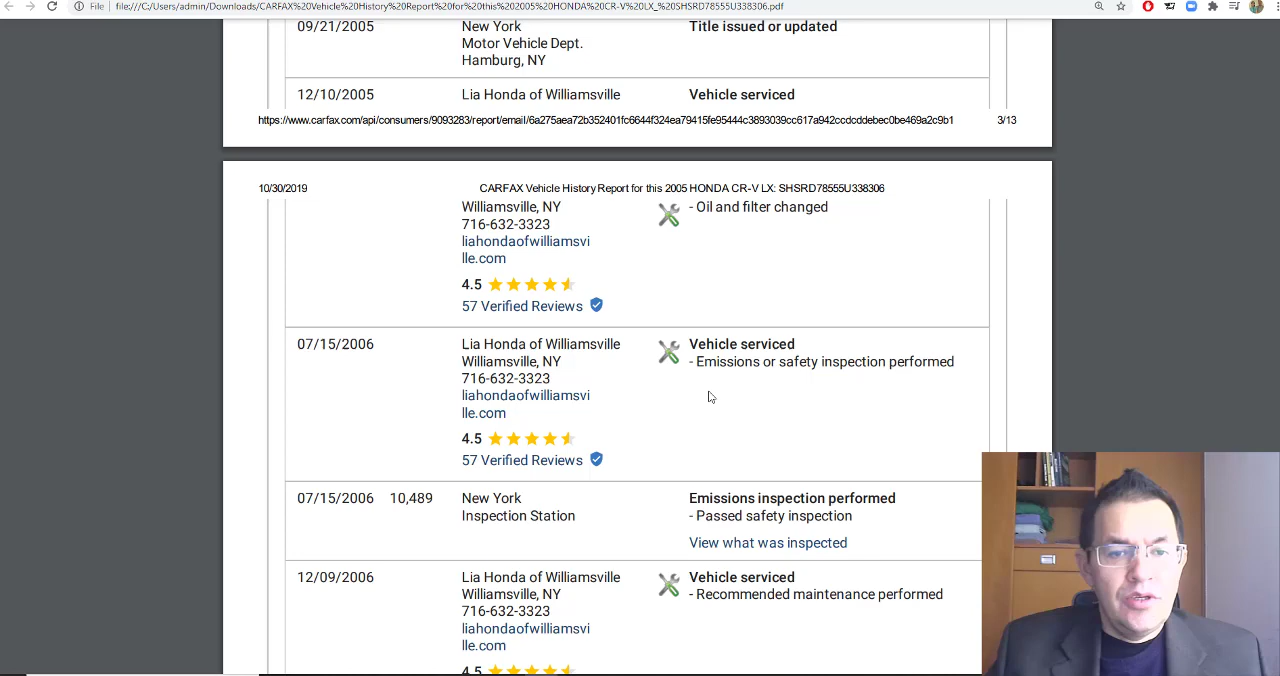 File | file:///C:/Users/admin/Downloads/CARFAX%20Vehicle%20History%20Report%20for%20this%202005%20HONDA%20CR-V%20LX_%20SHSRD78555U338306.pdf
09/21/2005 New York Title issued or updated
Motor Vehicle Dept.
Hamburg, NY
12/10/2005 Lia Honda of Williamsville Vehicle serviced
https://www.carfax.com/api/consumers/9093283/report/email/6a275aea72b352401fc6644f324ea79415fe95444c3893039cc617a942ccdcddebec0be469a2c9b1 3/13
10/30/2019 CARFAX Vehicle History Report for this 2005 HONDA CR-V LX: SHSRD78555U338306
Williamsville, NY - Oil and filter changed
716-632-3323
liahondaofwilliamsvi
lle.com
4.5
57 Verified Reviews
07/15/2006 Lia Honda of Williamsville Vehicle serviced
Williamsville, NY - Emissions or safety inspection performed
716-632-3323
liahondaofwilliamsvi
lle.com
4.5
57 Verified Reviews
07/15/2006 10,489 New York Emissions inspection performed
Inspection Station - Passed safety inspection
View what was inspected
12/09/2006 Lia Honda of Williamsville Vehicle serviced
Williamsville, NY - Recommended maintenance performed
716-632-3323
liahondaofwilliamsvi
lle.com
4.5